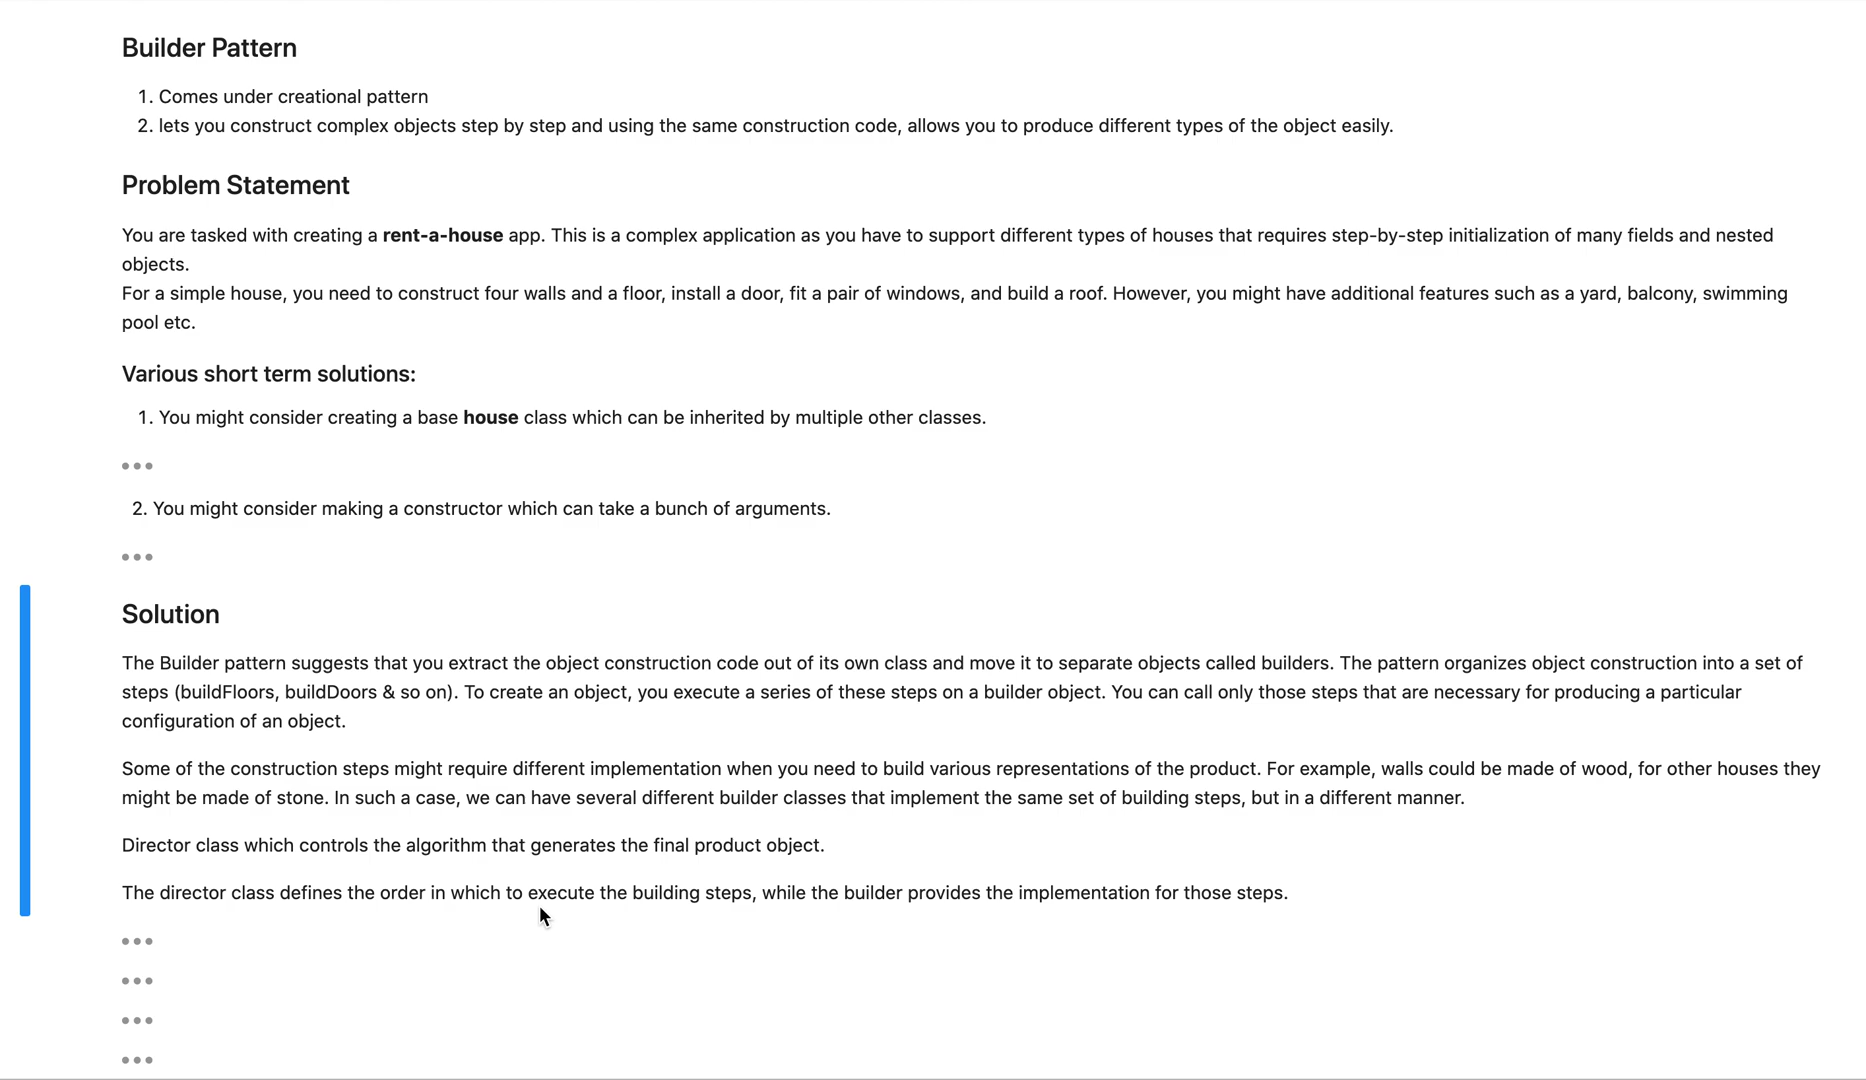 Builder Pattern
1. Comes under creational pattern
2. lets you construct complex objects step by step and using the same construction code, allows you to produce different types of the object easily.
Problem Statement
You are tasked with creating a rent-a-house app. This is a complex application as you have to support different types of houses that requires step-by-step initialization of many fields and nested
objects.
For a simple house, you need to construct four walls and a floor, install a door, fit a pair of windows, and build a roof. However, you might have additional features such as a yard, balcony, swimming
pool etc.
Various short term solutions:
1. You might consider creating a base house class which can be inherited by multiple other classes.
2. You might consider making a constructor which can take a bunch of arguments.
Solution
The Builder pattern suggests that you extract the object construction code out of its own class and move it to separate objects called builders. The pattern organizes object construction into a set of
steps (buildFloors, buildDoors & so on). To create an object, you execute a series of these steps on a builder object. You can call only those steps that are necessary for producing a particular
configuration of an object.
Some of the construction steps might require different implementation when you need to build various representations of the product. For example, walls could be made of wood, for other houses they
might be made of stone. In such a case, we can have several different builder classes that implement the same set of building steps, but in a different manner.
Director class which controls the algorithm that generates the final product object.
The director class defines the order in which to execute the building steps, while the builder provides the implementation for those steps.